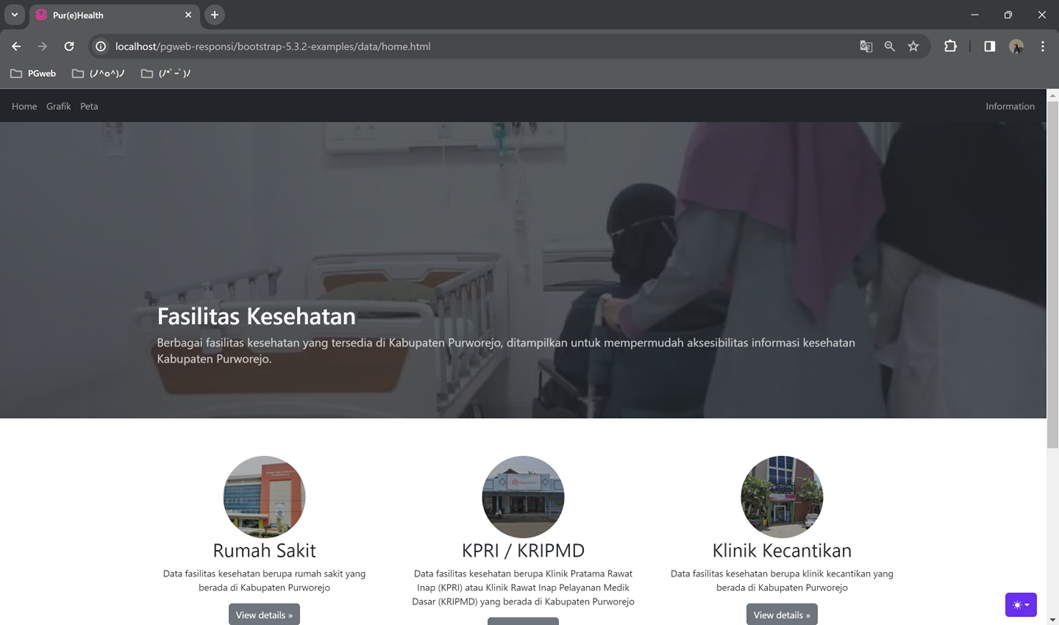 Pur(e)Health
localhost/pgweb-responsi/bootstrap-5.3.2-examples/data/home.html
PGweb
(ノ^o^)ノ
(/*ˉ︶ˉ)/
Home Grafik Peta Information
Fasilitas Kesehatan
Berbagai fasilitas kesehatan yang tersedia di Kabupaten Purworejo, ditampilkan untuk mempermudah aksesibilitas informasi kesehatan
Kabupaten Purworejo.
Rumah Sakit
Data fasilitas kesehatan berupa rumah sakit yang
berada di Kabupaten Purworejo
View details »
KPRI / KRIPMD
Data fasilitas kesehatan berupa Klinik Pratama Rawat
Inap (KPRI) atau Klinik Rawat Inap Pelayanan Medik
Dasar (KRIPMD) yang berada di Kabupaten Purworejo
Klinik Kecantikan
Data fasilitas kesehatan berupa klinik kecantikan yang
berada di Kabupaten Purworejo
View details »